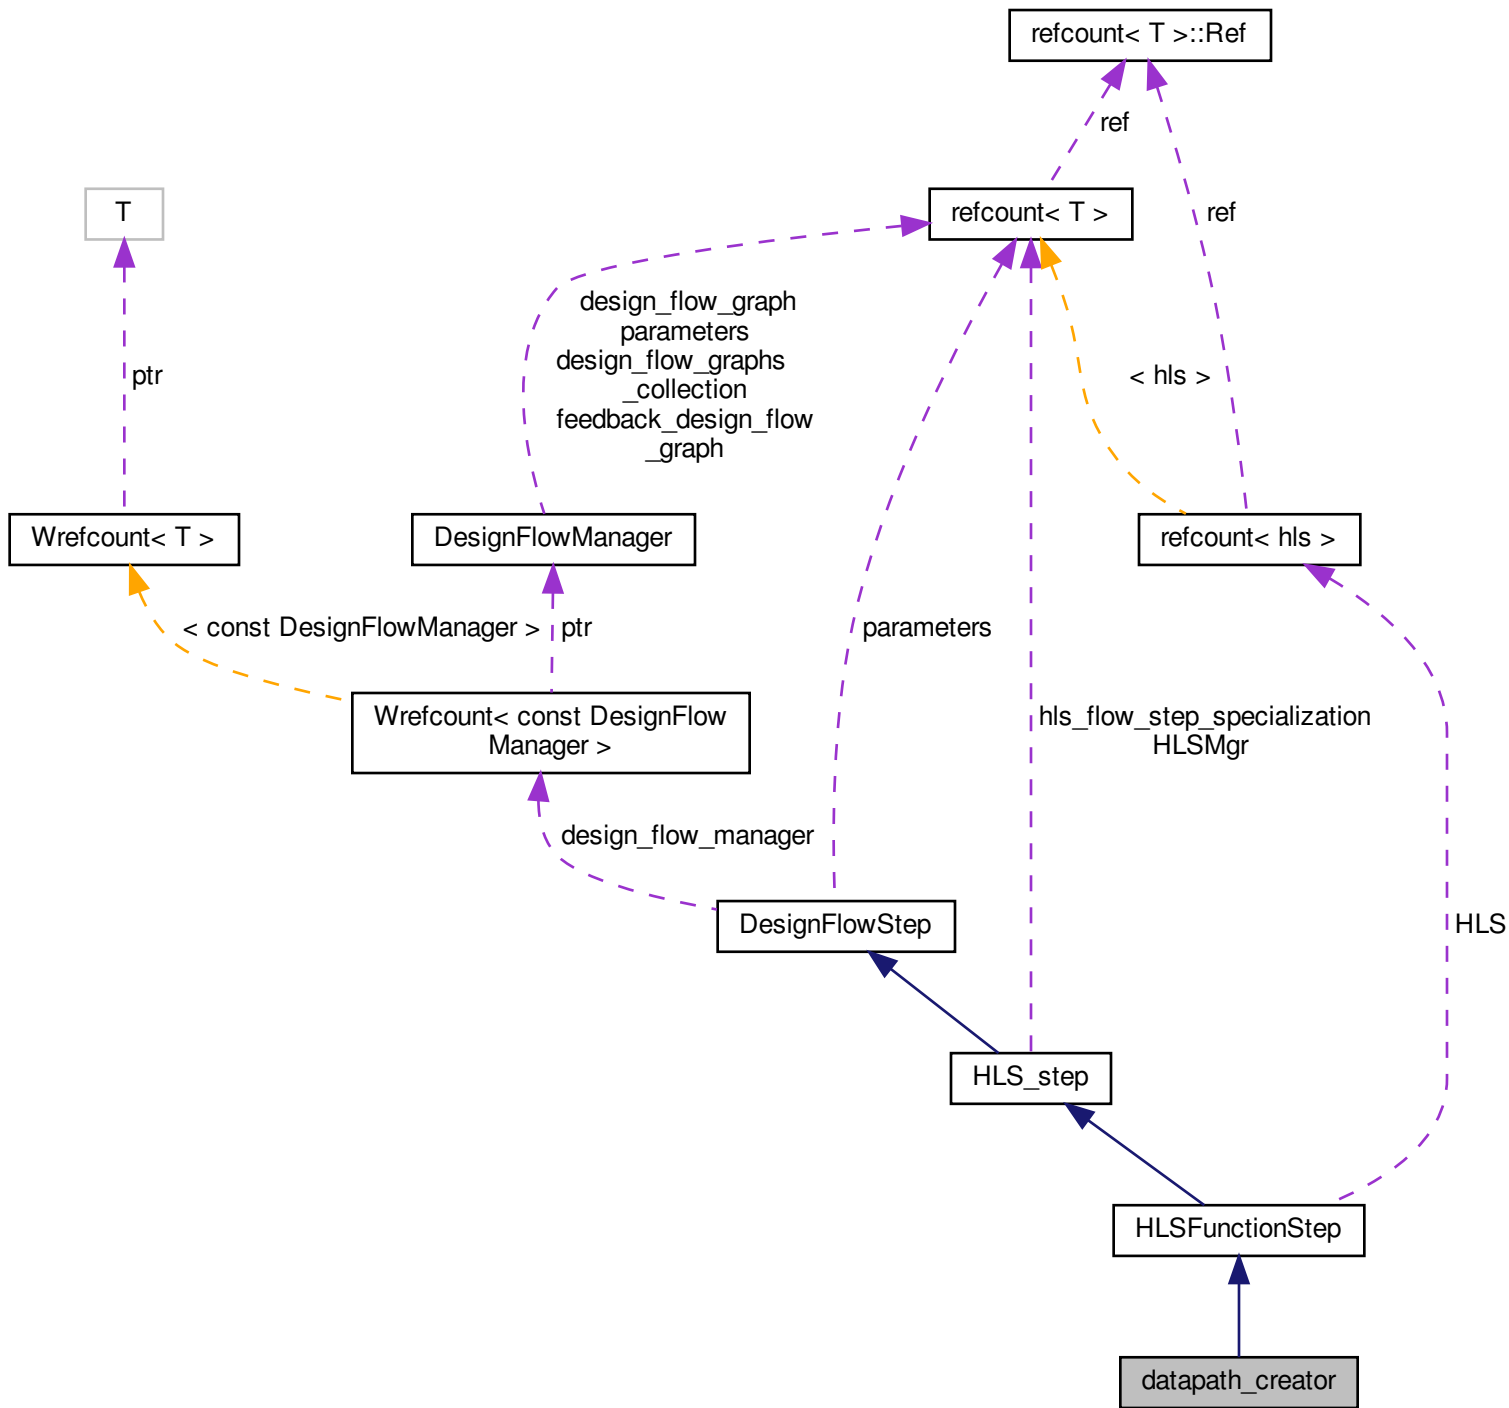 refcount< T >::Ref
ref
T
refcount< T >
ref
design_flow_graph
parameters
design_flow_graphs
_collection
feedback_design_flow
_graph
ptr
< hls >
Wrefcount< T >
DesignFlowManager
refcount< hls >
< const DesignFlowManager >
ptr
parameters
Wrefcount< const DesignFlow
Manager >
hls_flow_step_specialization
HLSMgr
design_flow_manager
DesignFlowStep
HLS
HLS_step
HLSFunctionStep
datapath_creator